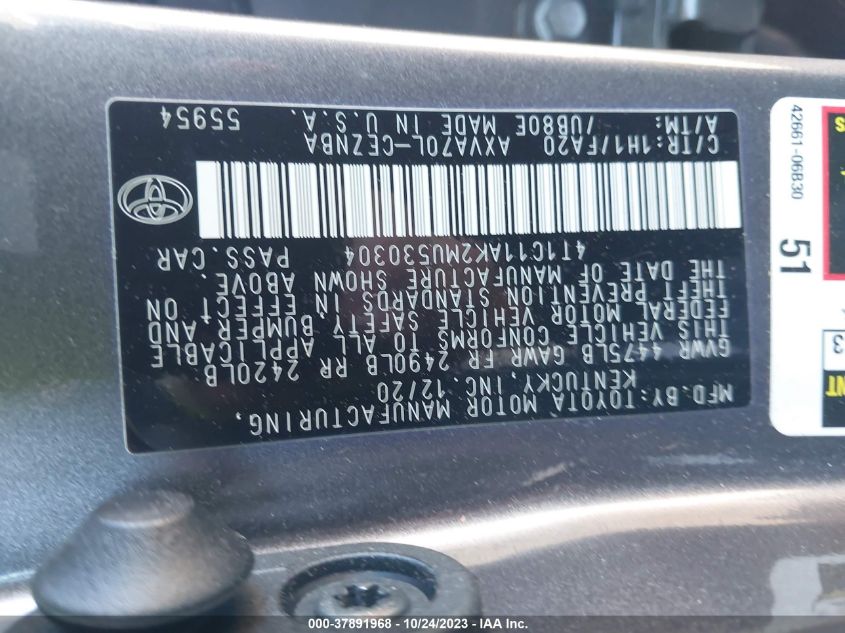 MFD.BY:TOYOTA MOTOR MANUFACTURING,
KENTUCKY,INC.12/20
GVWR 4475LB GAWR FR 2490LB RR 2420LB
THIS VEHICLE CONFORMS TO ALL APPLICABLE
FEDERAL MOTOR VEHICLE SAFETY BUMPER AND
THEFT PREVENTION STANDARDS IN EFFECT ON
THE DATE OF MANUFACTURE SHOWN ABOVE.
4T1C11AK2MU530304 PASS.CAR
C/TR:1H1/FA20 AXVA70L-CEZNBA
A/TM: /UB80E MADE IN U.S.A. 55954
42661-06B30
51
000-37891968 - 10/24/2023 - IAAI.com